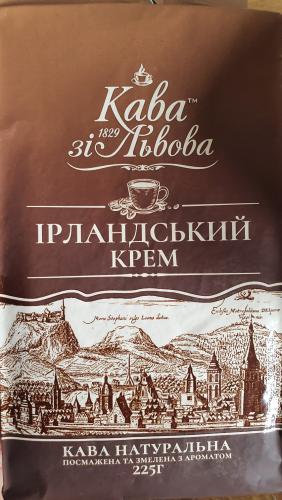 Кава™
зі 1829 Львова
ІРЛАНДСЬКИЙ
КРЕМ
КАВА НАТУРАЛЬНА
ПОСМАЖЕНА ТА ЗМЕЛЕНА З АРОМАТОМ
225Г